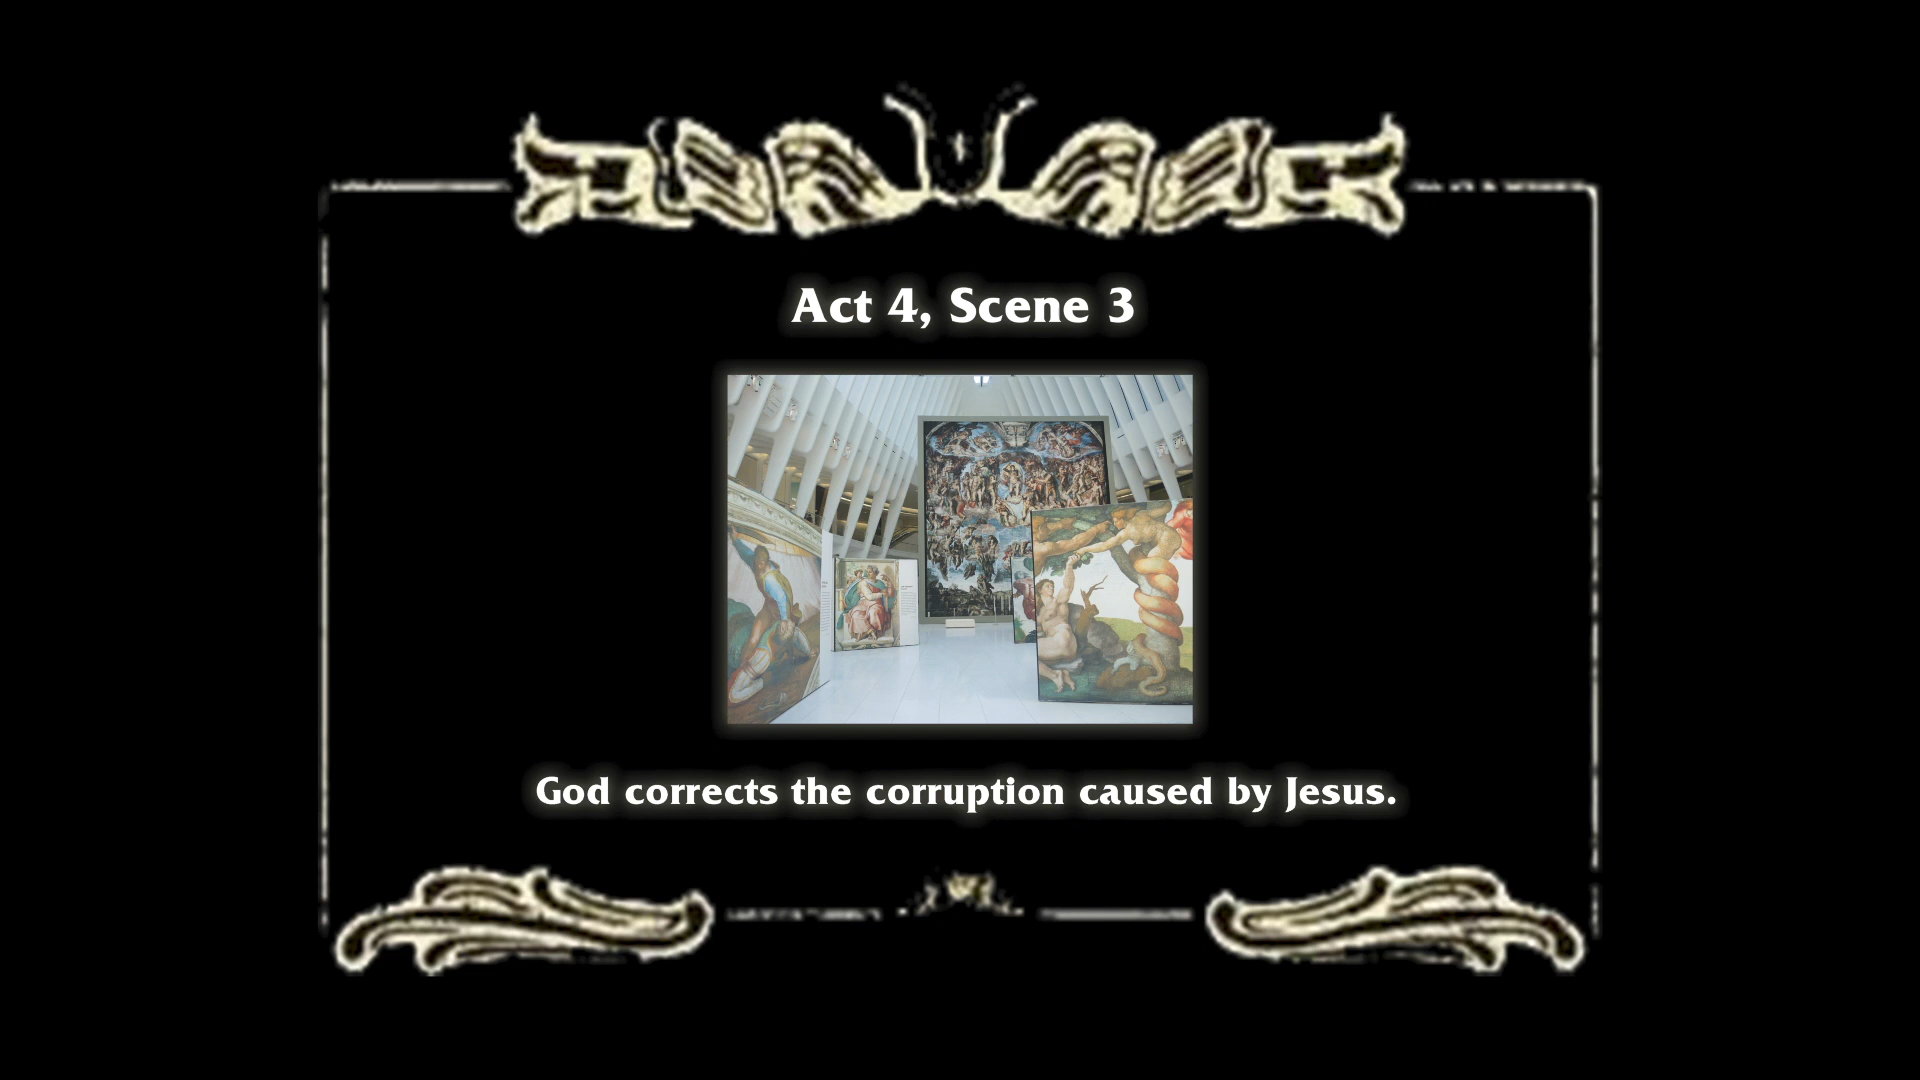 Act 4, Scene 3
God corrects the corruption caused by Jesus.